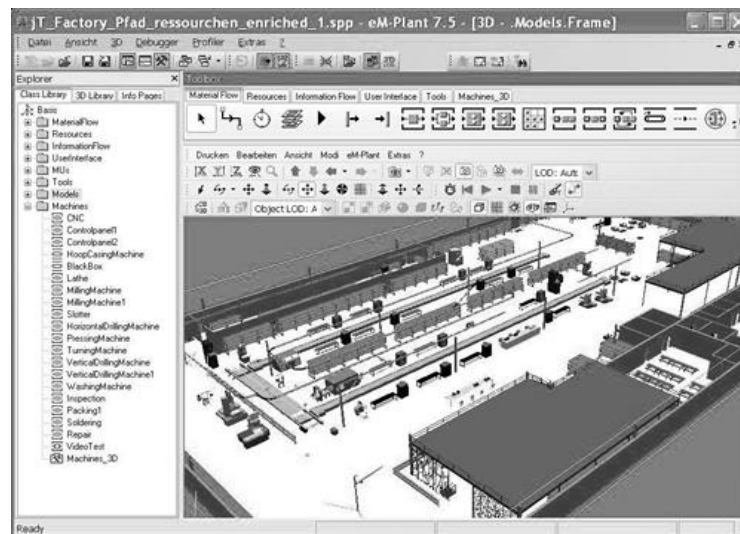 jT_Factory_Pfad_ressourchen_enriched_1.spp - eM-Plant 7.5 - [3D - .Models.Frame]
Datei Ansicht 3D Debugger Profiler Extras ?
Explorer
Toolbox
Class Library 3D Library Info Pages
Material Flow Resources Information Flow User Interface Tools Machines_3D
Basis
MaterialFlow
Resources
InformationFlow
UserInterface
MUs
Tools
Models
Machines
CNC
Controlpanel1
Controlpanel2
HoopCasingMachine
BlackBox
Lathe
MillingMachine
MillingMachine1
Slotter
HorizontalDrillingMachine
PressingMachine
TurningMachine
VerticalDrillingMachine
VerticalDrillingMachine1
WashingMachine
Inspection
Packing1
Soldering
Repair
VideoTest
Machines_3D
Drucken Bearbeiten Ansicht Modi eM-Plant Extras ?
LOD: Auto
Object LOD: A
Ready